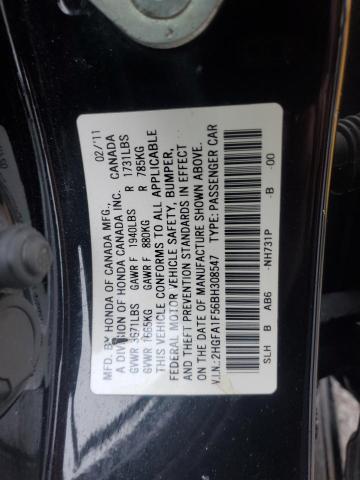 MFD. BY HONDA OF CANADA MFG., 02/'11
A DIVISION OF HONDA CANADA INC. CANADA
GVWR 3671LBS GAWR F 1940LBS R 1731LBS
GVWR 1665KG GAWR F 880KG R 785KG
THIS VEHICLE CONFORMS TO ALL APPLICABLE
FEDERAL MOTOR VEHICLE SAFETY, BUMPER,
AND THEFT PREVENTION STANDARDS IN EFFECT
ON THE DATE OF MANUFACTURE SHOWN ABOVE.
V.I.N.:2HGFA1F56BH308547 TYPE:PASSENGER CAR
SLH B AB6 -NH731P -B -00